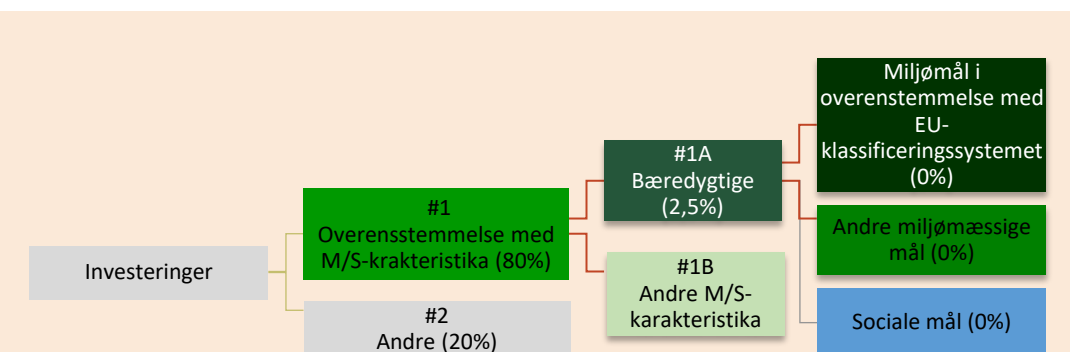 Investeringer
#1
Overensstemmelse med
M/S-krakteristika (80%)
#2
Andre (20%)
#1A
Bæredygtige
(2,5%)
#1B
Andre M/S-
karakteristika
Miljømål i
overenstemmelse med
EU-
klassificeringssystemet
(0%)
Andre miljømæssige
mål (0%)
Sociale mål (0%)